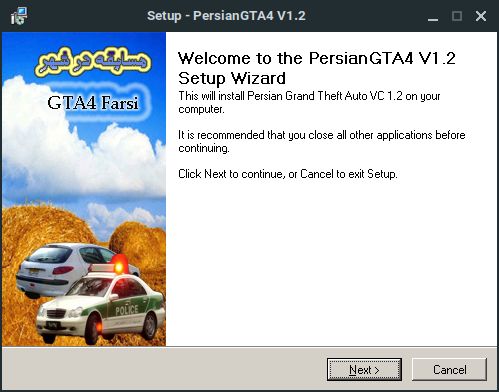 Setup - PersianGTA4 V1.2
مسابقه در شهر
GTA4 Farsi
POLICE
Welcome to the PersianGTA4 V1.2
Setup Wizard
This will install Persian Grand Theft Auto VC 1.2 on your
computer.
It is recommended that you close all other applications before
continuing.
Click Next to continue, or Cancel to exit Setup.
Next >
Cancel